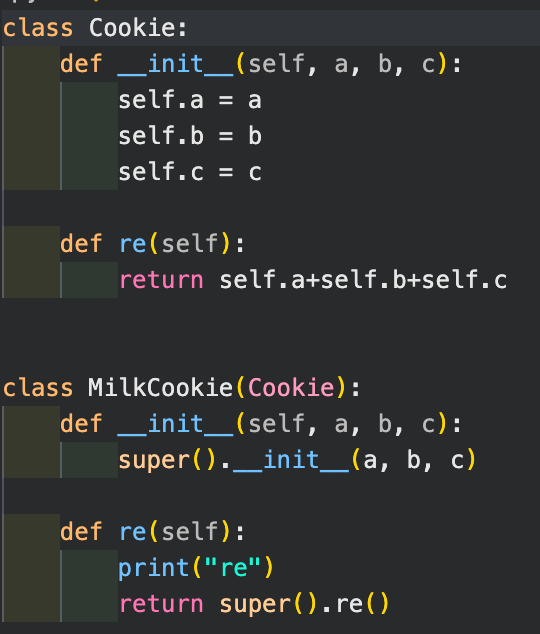 class Cookie:
    def __init__(self, a, b, c):
        self.a = a
        self.b = b
        self.c = c
    def re(self):
        return self.a+self.b+self.c
class MilkCookie(Cookie):
    def __init__(self, a, b, c):
        super().__init__(a, b, c)
    def re(self):
        print("re")
        return super().re()